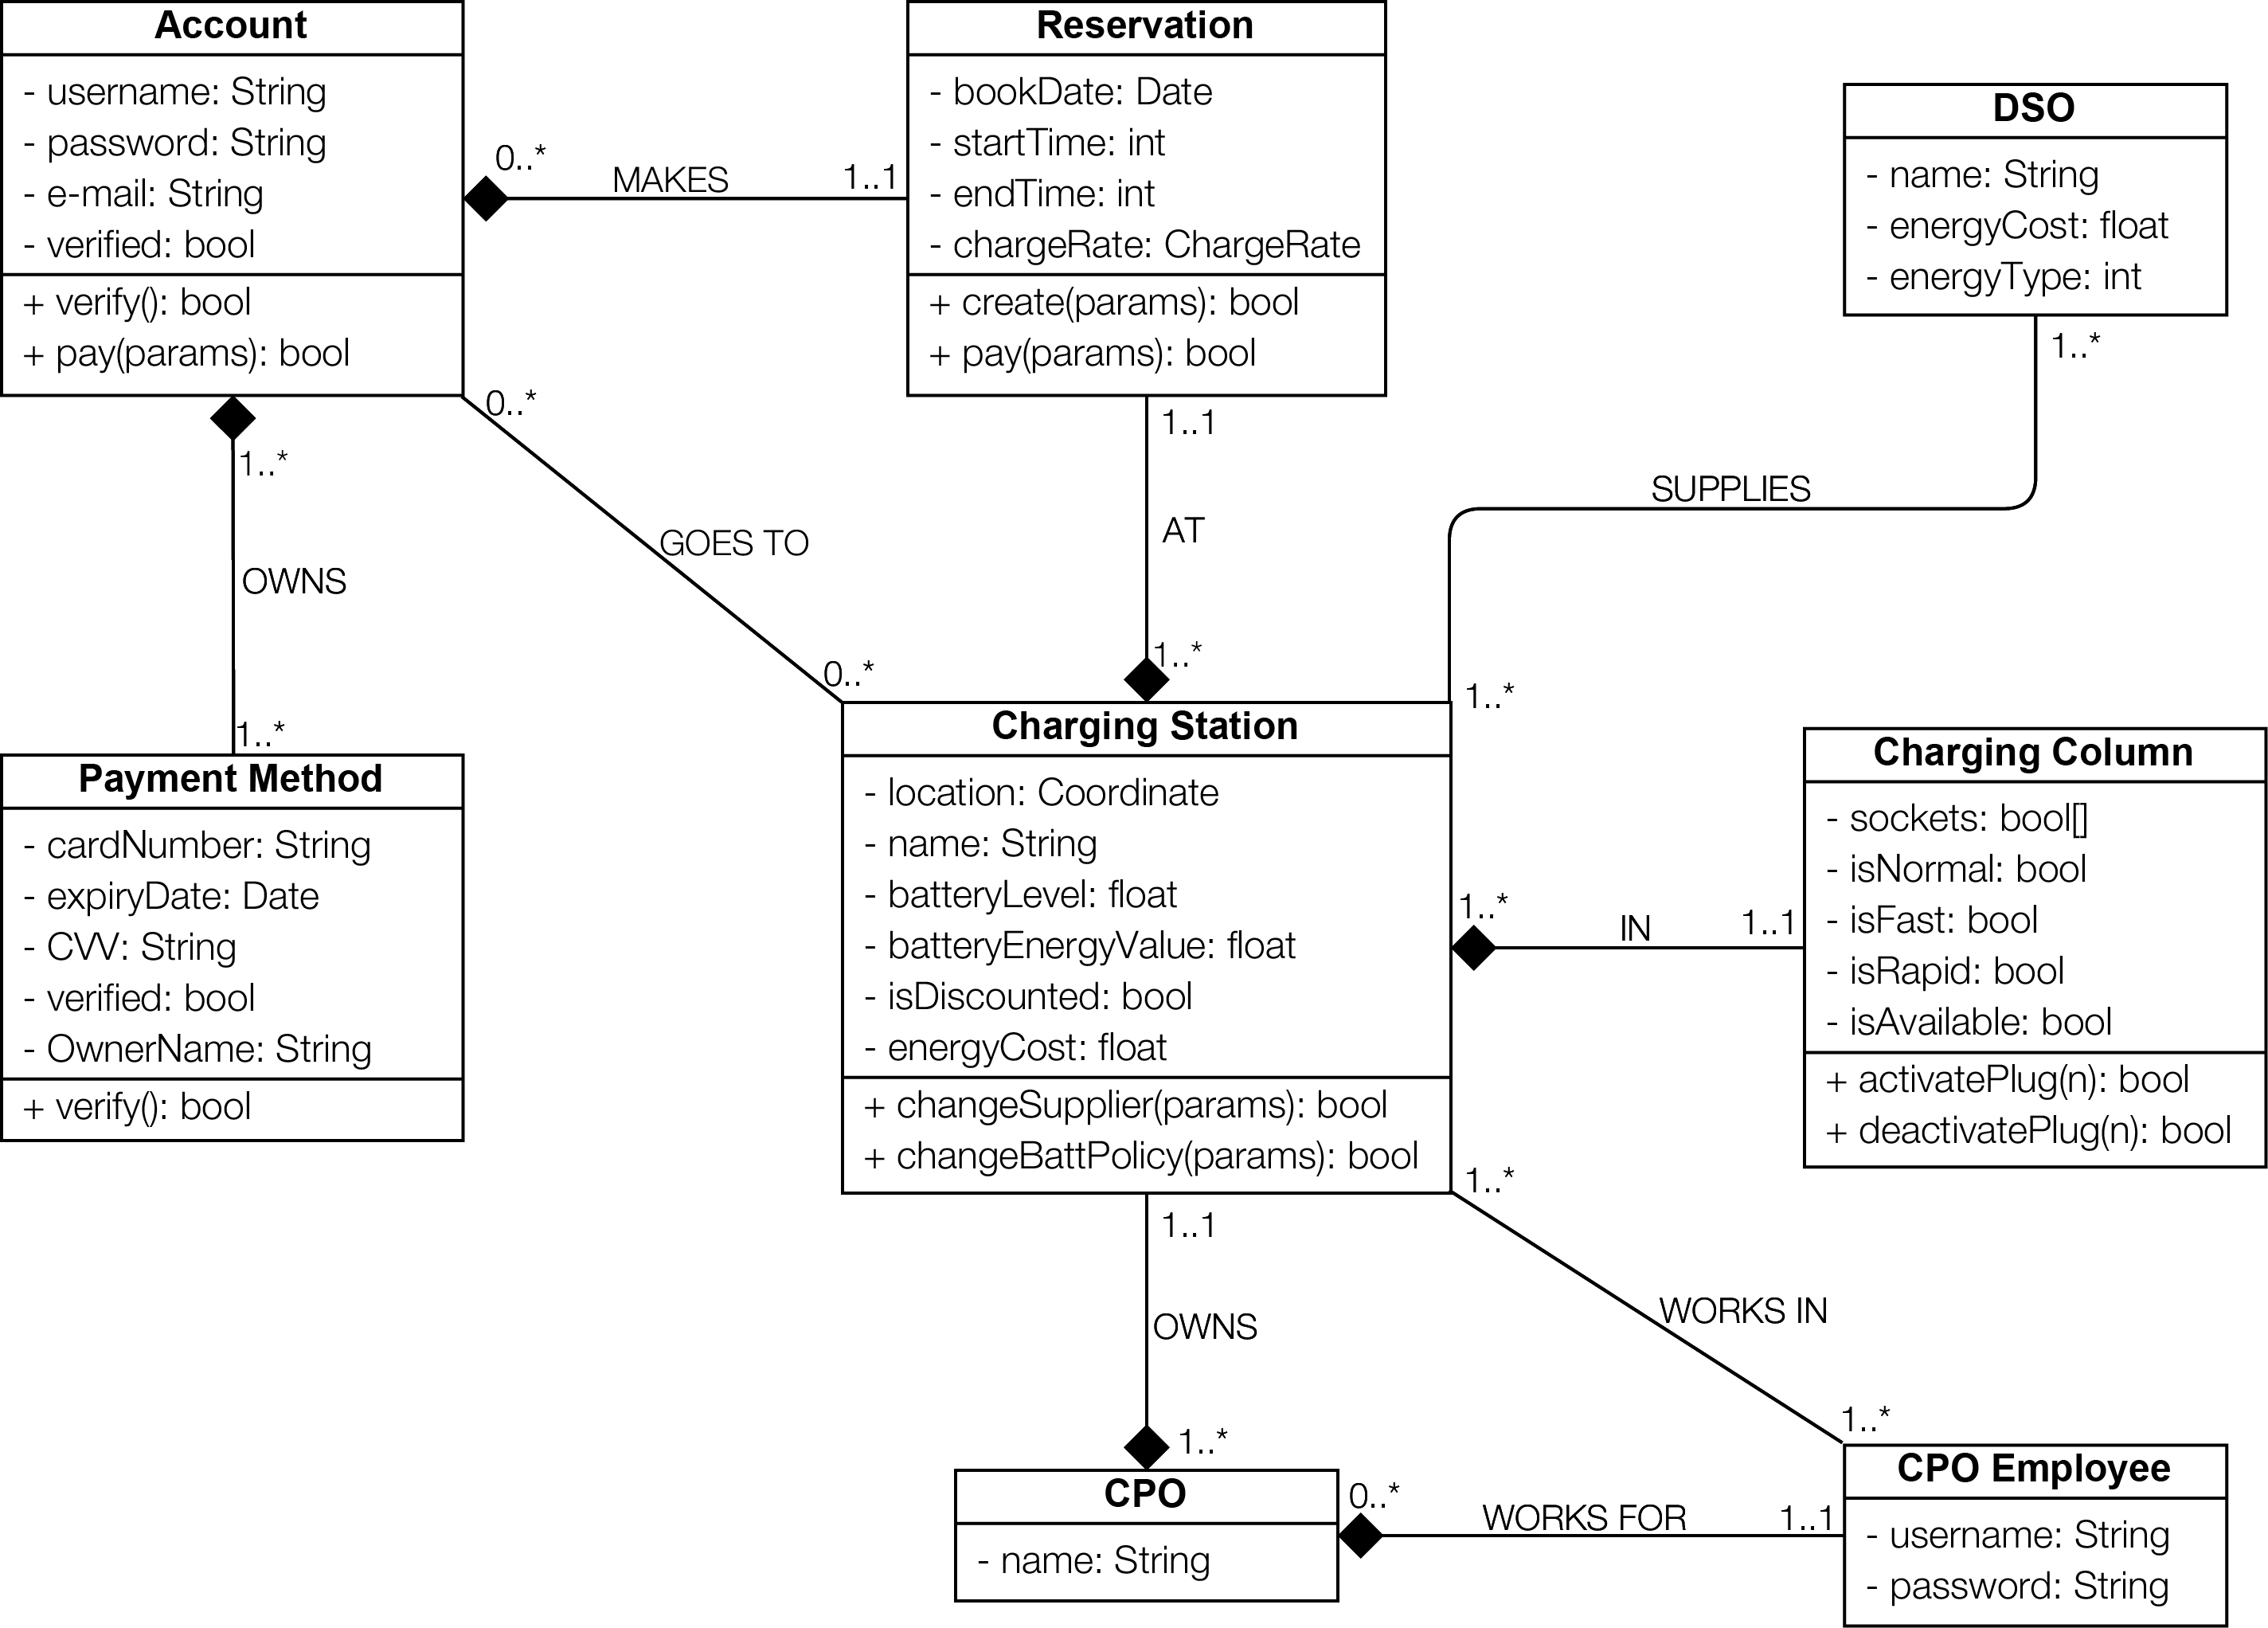 Account
- username: String
- password: String
- e-mail: String
- verified: bool
+ verify(): bool
+ pay(params): bool
0..*
MAKES
1..1
Reservation
- bookDate: Date
- startTime: int
- endTime: int
- chargeRate: ChargeRate
+ create(params): bool
+ pay(params): bool
DSO
- name: String
- energyCost: float
- energyType: int
1..*
SUPPLIES
1..*
0..*
GOES TO
0..*
1..1
AT
1..*
1..*
OWNS
1..*
Payment Method
- cardNumber: String
- expiryDate: Date
- CVV: String
- verified: bool
- OwnerName: String
+ verify(): bool
Charging Station
- location: Coordinate
- name: String
- batteryLevel: float
- batteryEnergyValue: float
- isDiscounted: bool
- energyCost: float
+ changeSupplier(params): bool
+ changeBattPolicy(params): bool
1..*
IN
1..1
Charging Column
- sockets: bool[]
- isNormal: bool
- isFast: bool
- isRapid: bool
- isAvailable: bool
+ activatePlug(n): bool
+ deactivatePlug(n): bool
1..1
OWNS
1..*
1..*
WORKS IN
1..*
CPO
- name: String
0..*
WORKS FOR
1..1
CPO Employee
- username: String
- password: String